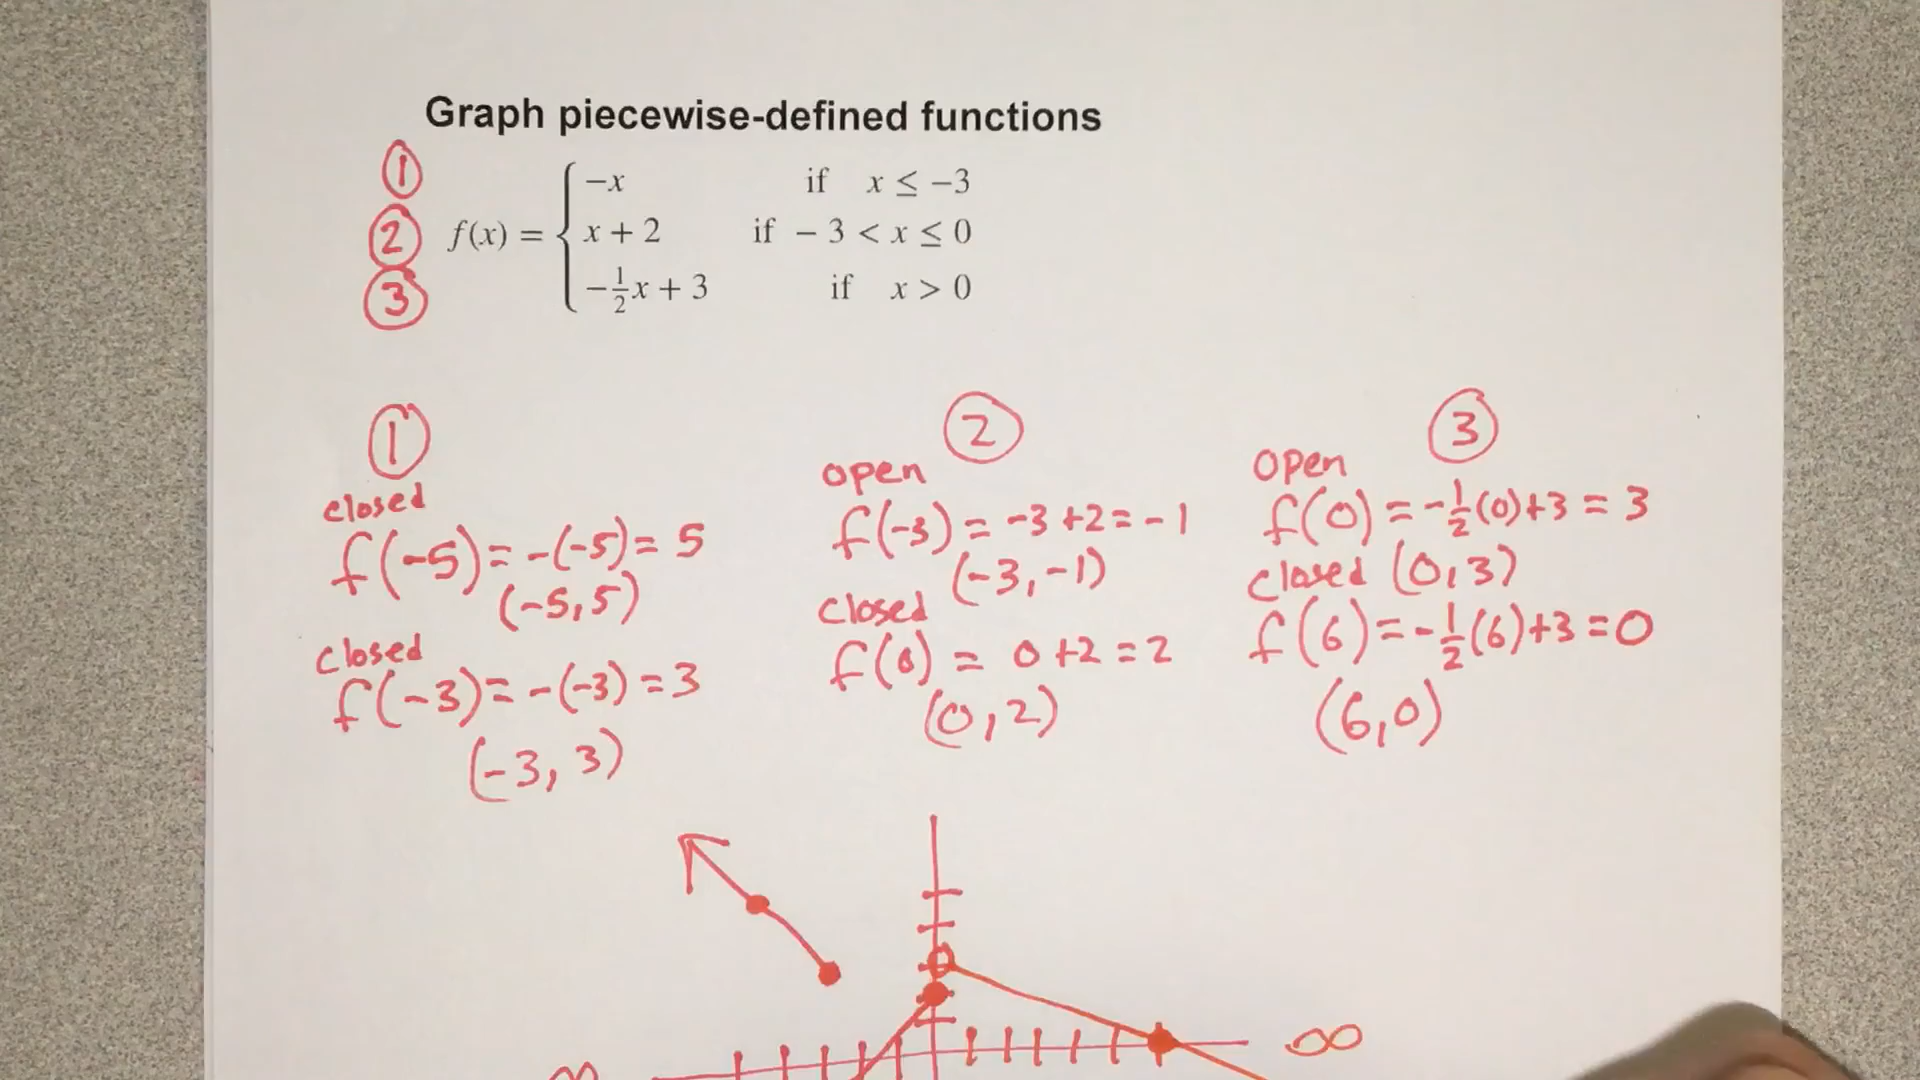 Graph piecewise-defined functions
① −x if x ≤ −3
② f(x) = { x + 2 if − 3 < x ≤ 0
③ −½x + 3 if x > 0
①
closed
f(-5) = -(-5) = 5
(-5, 5)
closed
f(-3) = -(-3) = 3
(-3, 3)
②
open
f(-3) = -3 + 2 = -1
(-3, -1)
closed
f(0) = 0 + 2 = 2
(0, 2)
③
open
f(0) = -½(0) + 3 = 3
closed (0, 3)
f(6) = -½(6) + 3 = 0
(6, 0)
∞